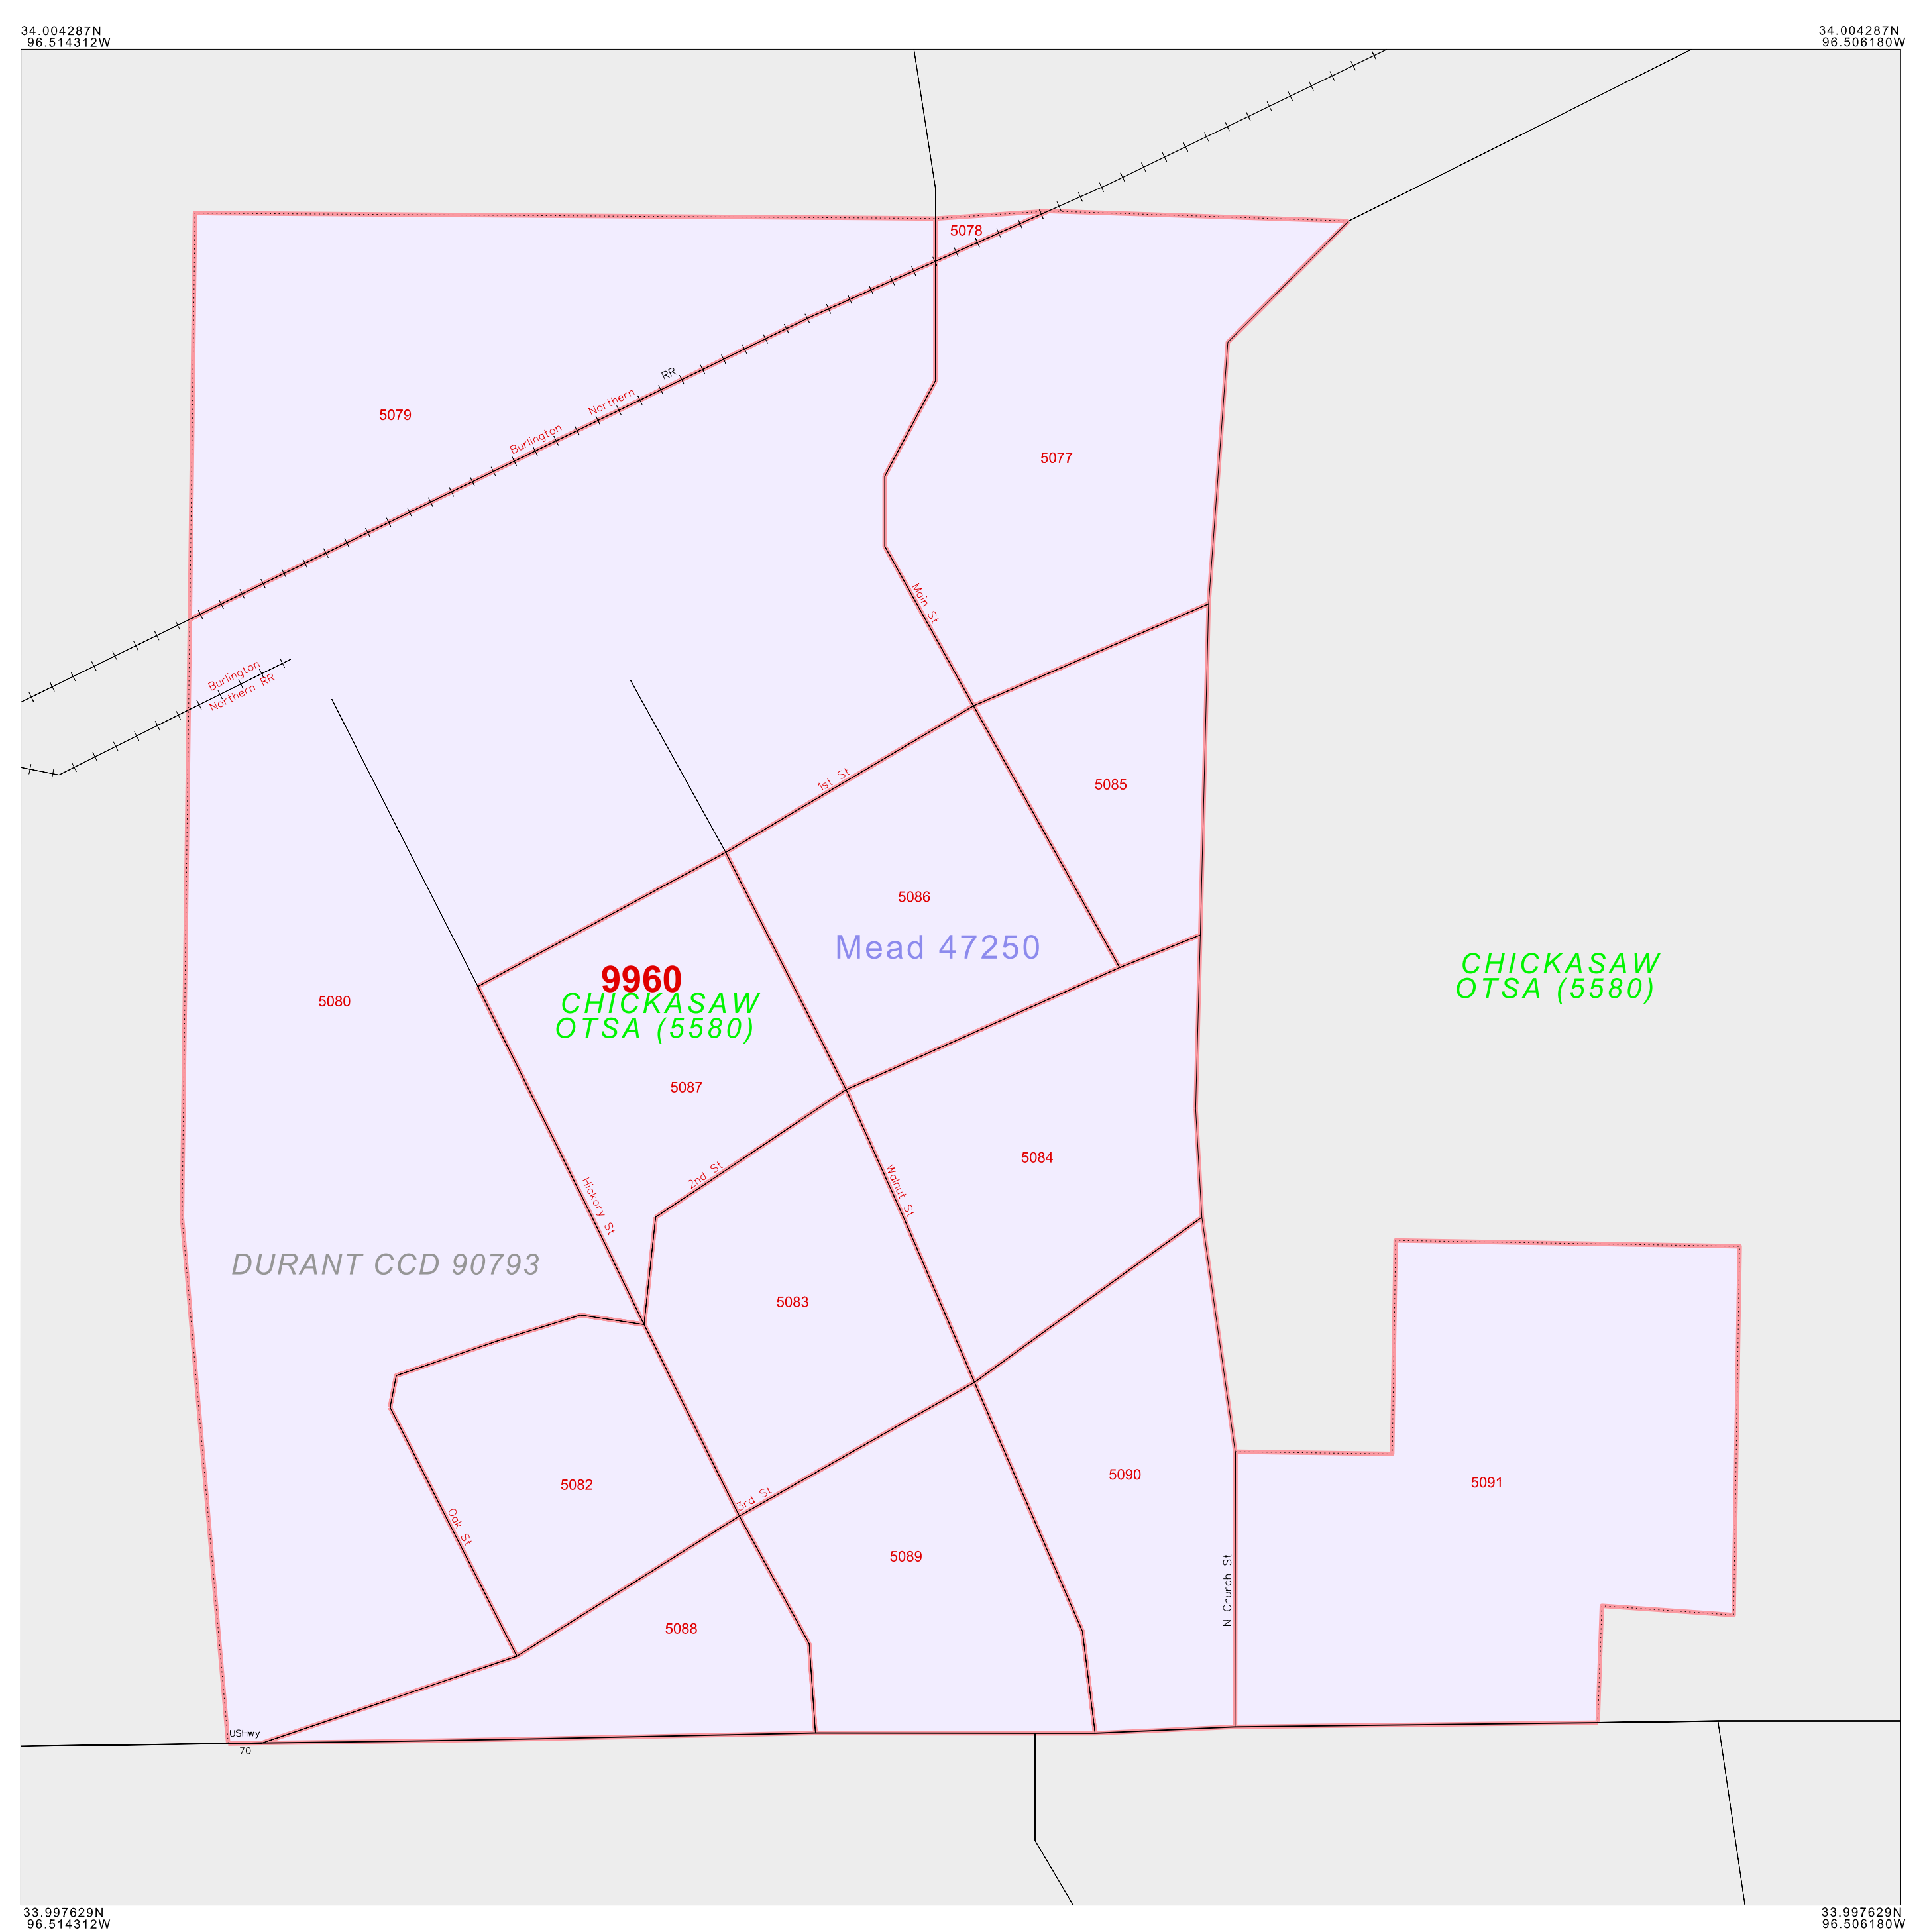 34.004287N
96.514312W
34.004287N
96.506180W
5078
RR
Northern
Burlington
5079
5077
Main St
Burlington
Northern RR
1st St
5085
5086
Mead 47250
9960
CHICKASAW
OTSA (5580)
CHICKASAW
OTSA (5580)
5080
5087
2nd St
Hickory St
Walnut St
5084
DURANT CCD 90793
5083
5082
Oak St
3rd St
5090
5091
5089
N Church St
5088
USHwy
70
33.997629N
96.514312W
33.997629N
96.506180W